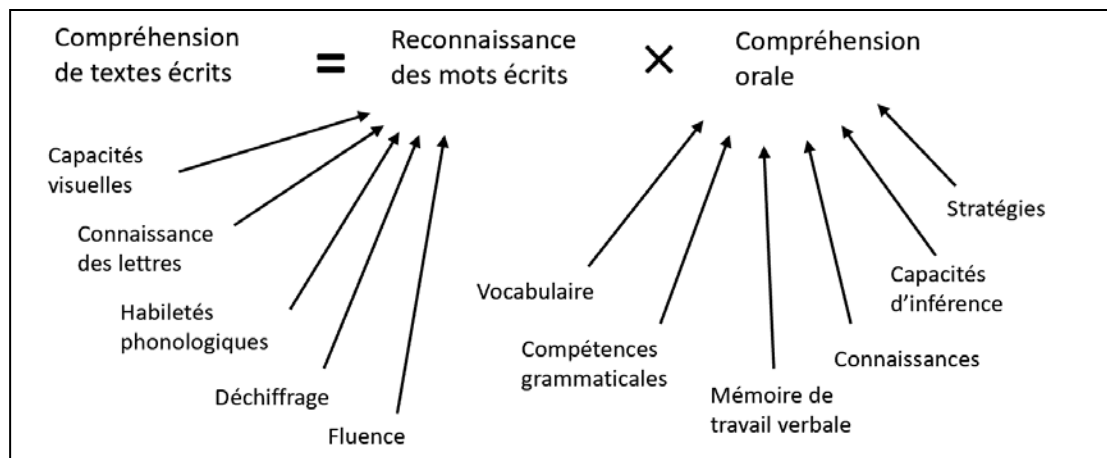 Compréhension
de textes écrits
=
Reconnaissance
des mots écrits
×
Compréhension
orale
Capacités
visuelles
Connaissance
des lettres
Habiletés
phonologiques
Déchiffrage
Fluence
Vocabulaire
Compétences
grammaticales
Mémoire de
travail verbale
Connaissances
Capacités
d’inférence
Stratégies